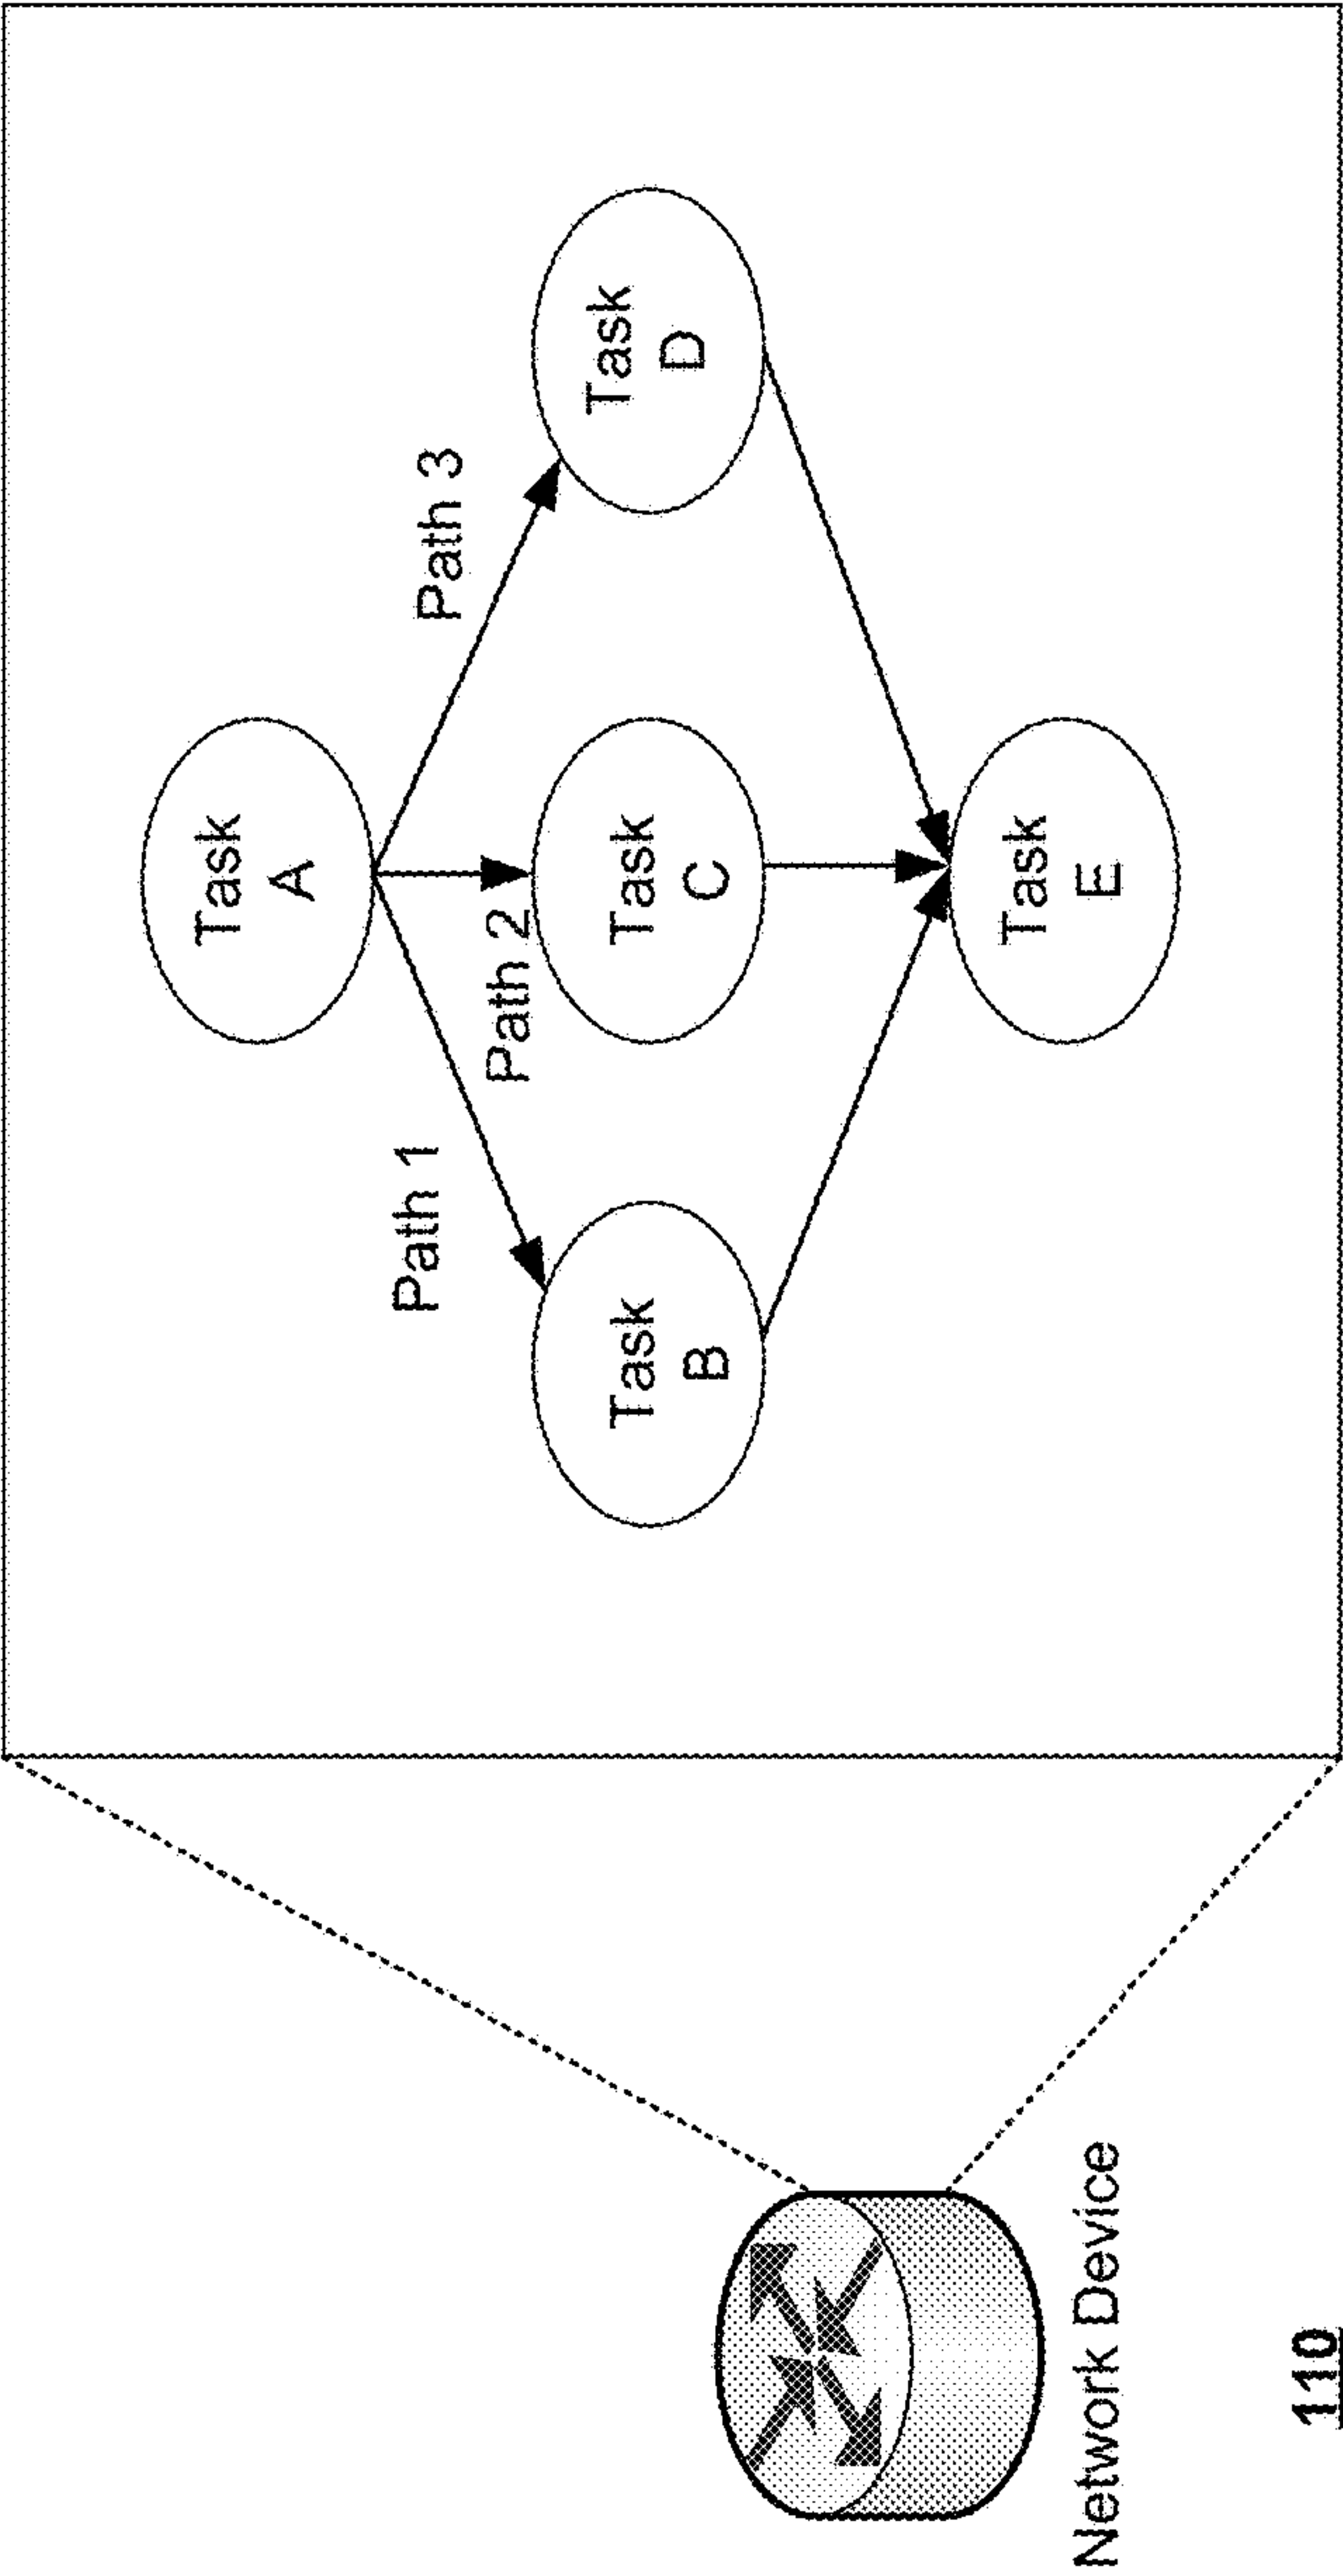 Task
A
Path 1
Path 2
Path 3
Task
B
Task
C
Task
D
Task
E
Network Device
110